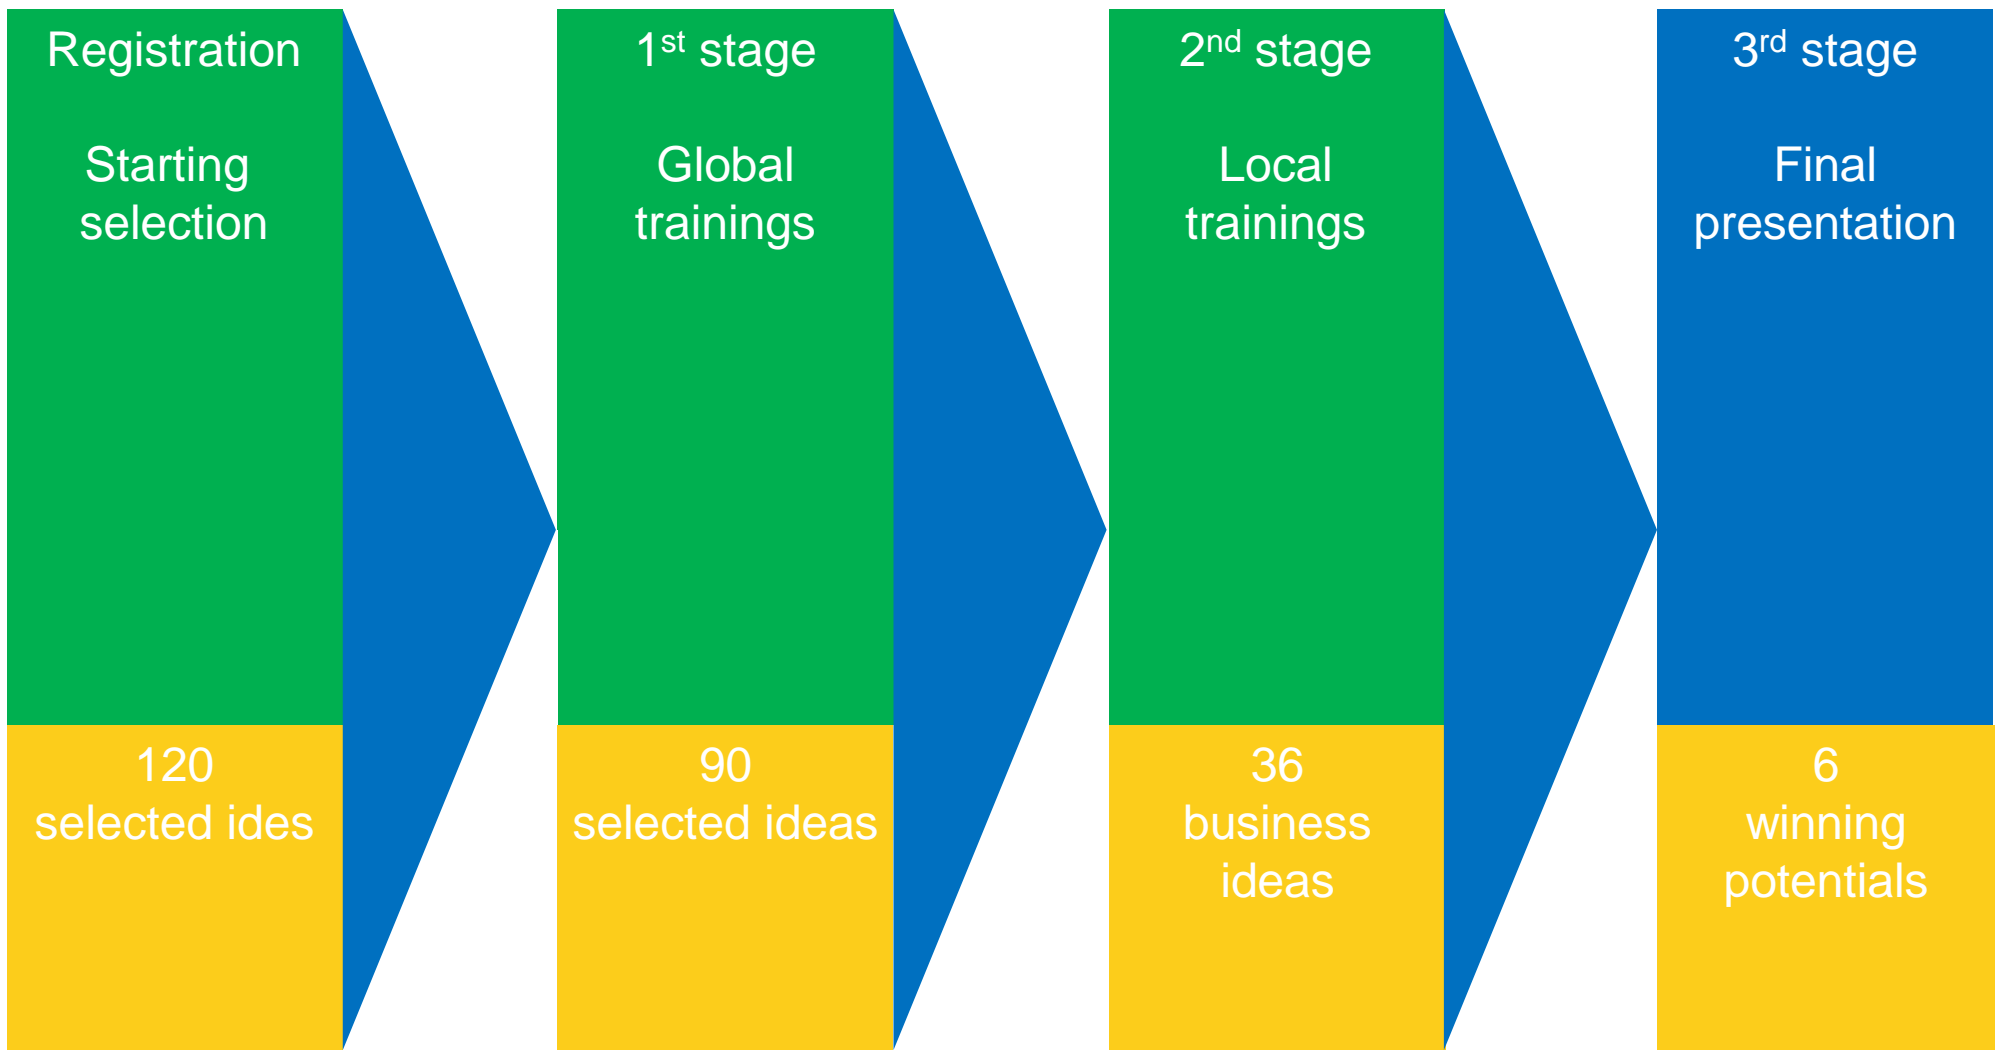 Registration
Starting
selection
120
selected ides
1st stage
Global
trainings
90
selected ideas
2nd stage
Local
trainings
36
business
ideas
3rd stage
Final
presentation
6
winning
potentials